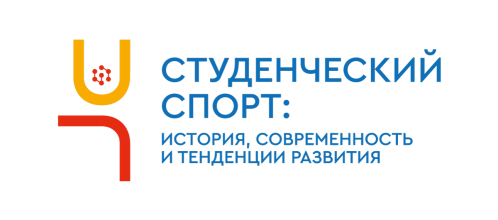 СТУДЕНЧЕСКИЙ
СПОРТ:
ИСТОРИЯ, СОВРЕМЕННОСТЬ
И ТЕНДЕНЦИИ РАЗВИТИЯ